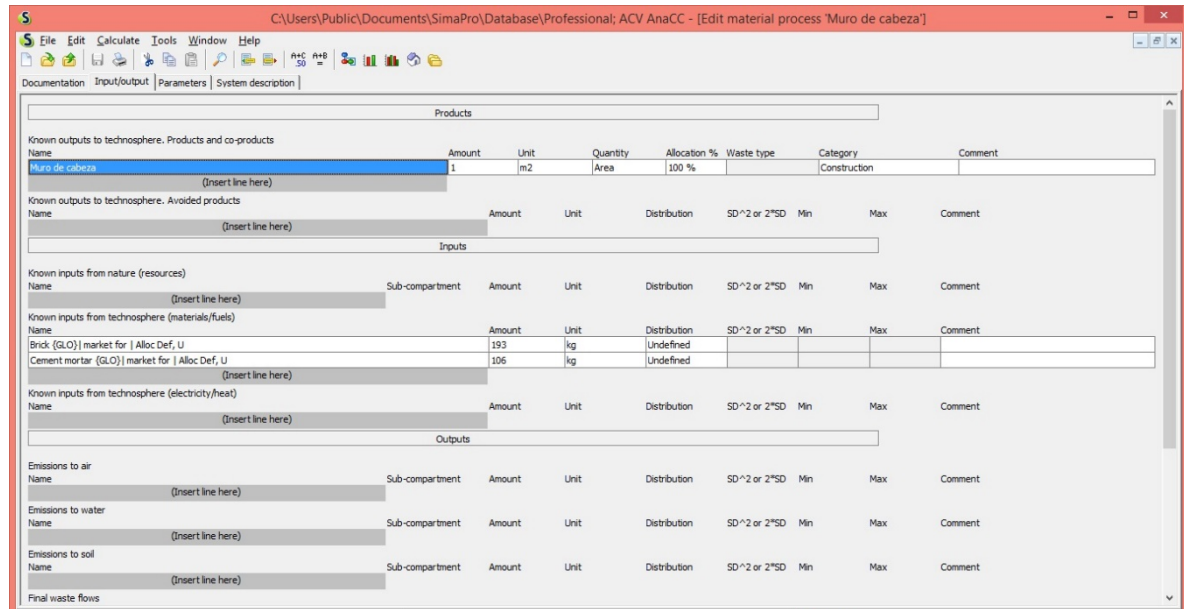 C:\Users\Public\Documents\SimaPro\Database\Professional; ACV AnaCC - [Edit material process 'Muro de cabeza']
File Edit Calculate Tools Window Help
Documentation Input/output Parameters System description
Products
Known outputs to technosphere. Products and co-products
Name Amount Unit Quantity Allocation % Waste type Category Comment
Muro de cabeza 1 m2 Area 100 % Construction
(Insert line here)
Known outputs to technosphere. Avoided products
Name Amount Unit Distribution SD^2 or 2*SD Min Max Comment
(Insert line here)
Inputs
Known inputs from nature (resources)
Name Sub-compartment Amount Unit Distribution SD^2 or 2*SD Min Max Comment
(Insert line here)
Known inputs from technosphere (materials/fuels)
Name Amount Unit Distribution SD^2 or 2*SD Min Max Comment
Brick {GLO}| market for | Alloc Def, U 193 kg Undefined
Cement mortar {GLO}| market for | Alloc Def, U 106 kg Undefined
(Insert line here)
Known inputs from technosphere (electricity/heat)
Name Amount Unit Distribution SD^2 or 2*SD Min Max Comment
(Insert line here)
Outputs
Emissions to air
Name Sub-compartment Amount Unit Distribution SD^2 or 2*SD Min Max Comment
(Insert line here)
Emissions to water
Name Sub-compartment Amount Unit Distribution SD^2 or 2*SD Min Max Comment
(Insert line here)
Emissions to soil
Name Sub-compartment Amount Unit Distribution SD^2 or 2*SD Min Max Comment
(Insert line here)
Final waste flows